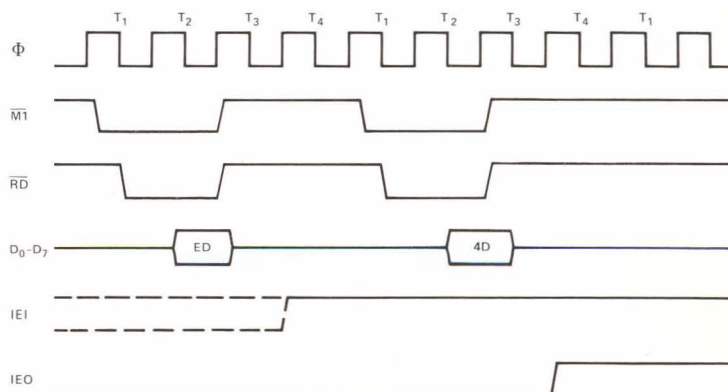 T1 T2 T3 T4 T1 T2 T3 T4 T1
Φ
M1
RD
D0-D7 ED 4D
IEI
IEO